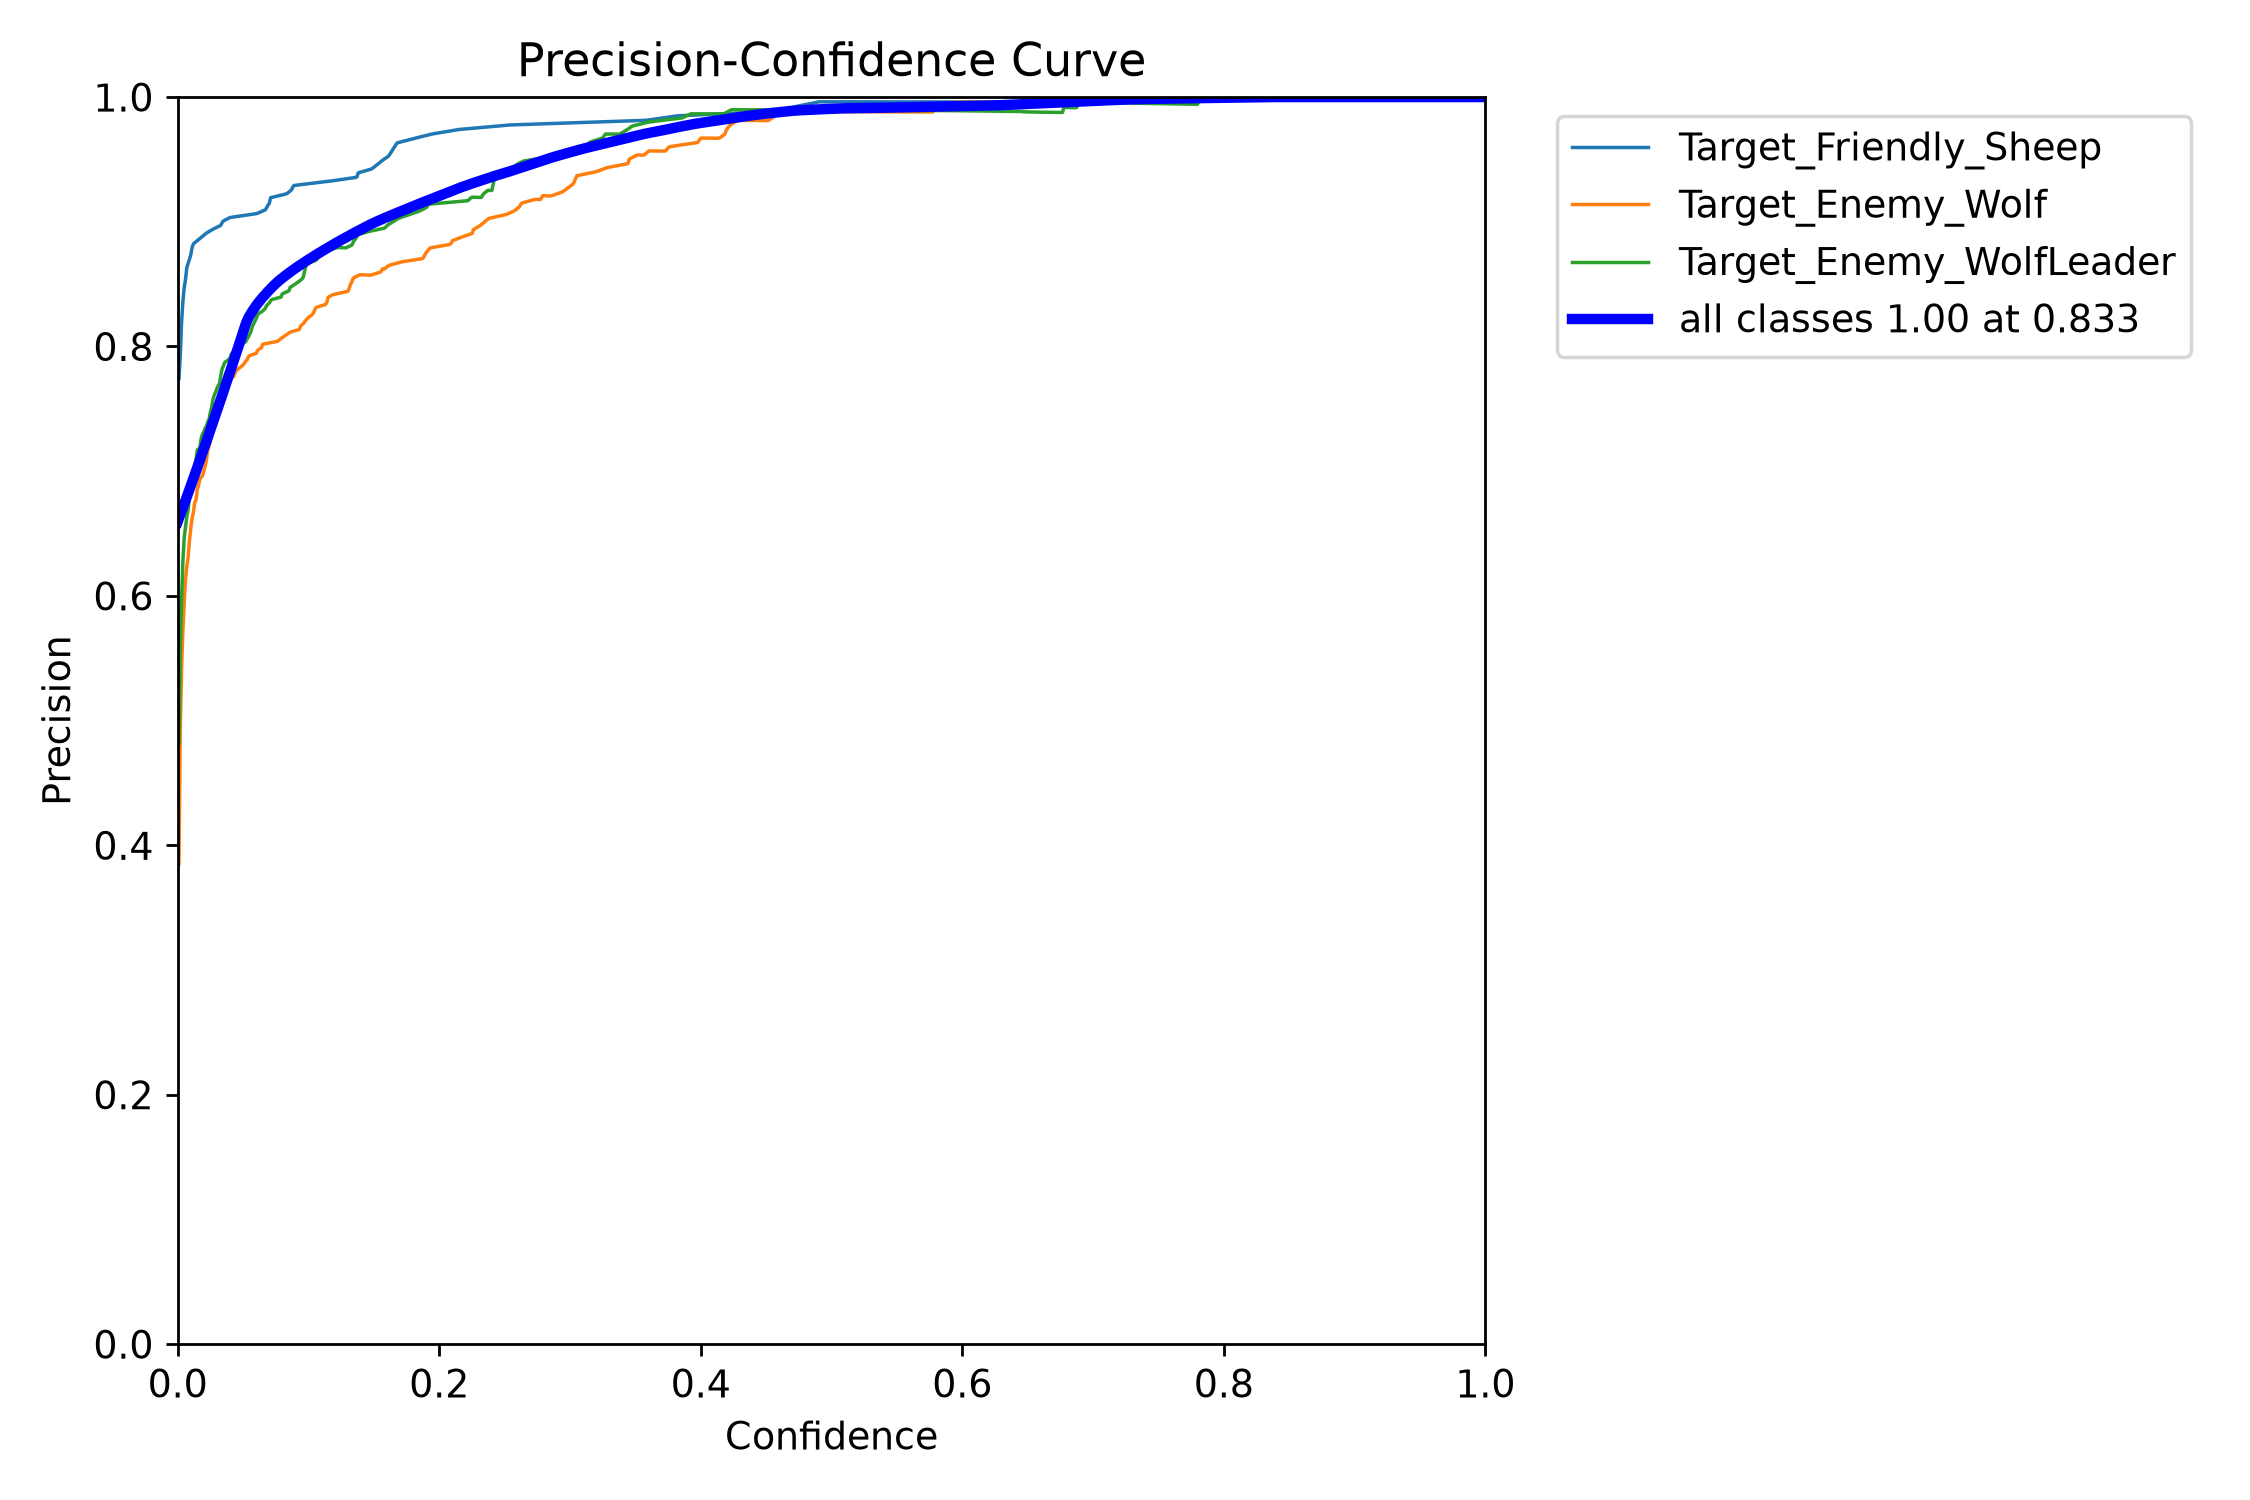 Precision-Confidence Curve
1.0
0.8
0.6
0.4
0.2
0.0
Precision
0.0 0.2 0.4 0.6 0.8 1.0
Confidence
Target_Friendly_Sheep
Target_Enemy_Wolf
Target_Enemy_WolfLeader
all classes 1.00 at 0.833